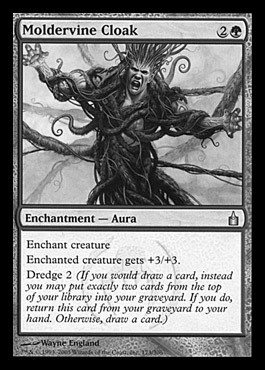 Moldervine Cloak 2
Enchantment — Aura
Enchant creature
Enchanted creature gets +3/+3.
Dredge 2 (If you would draw a card, instead
you may put exactly two cards from the top
of your library into your graveyard. If you do,
return this card from your graveyard to your
hand. Otherwise, draw a card.)
Wayne England